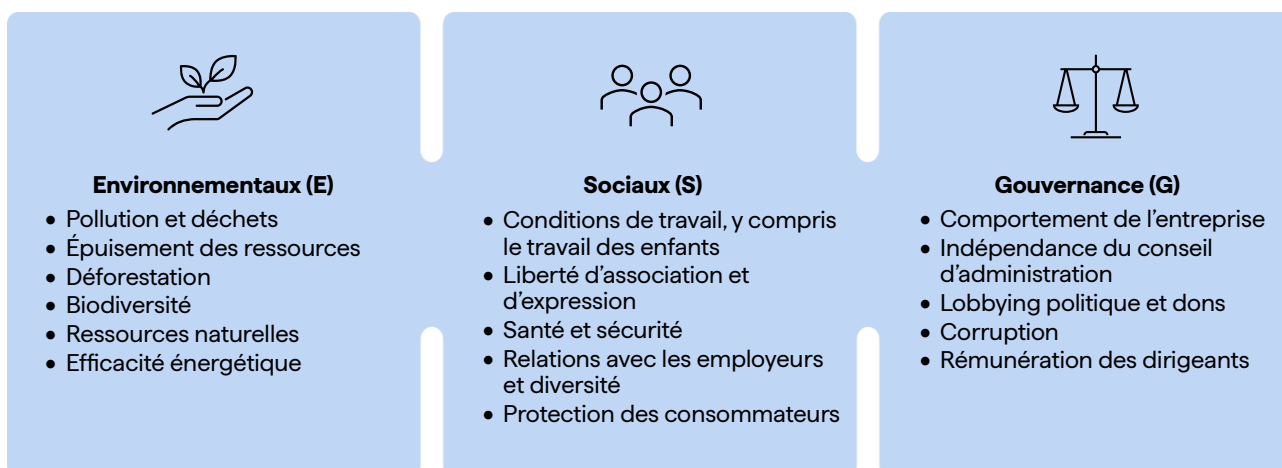 Environnementaux (E)
• Pollution et déchets
• Épuisement des ressources
• Déforestation
• Biodiversité
• Ressources naturelles
• Efficacité énergétique
Sociaux (S)
• Conditions de travail, y compris
le travail des enfants
• Liberté d’association et
d’expression
• Santé et sécurité
• Relations avec les employeurs
et diversité
• Protection des consommateurs
Gouvernance (G)
• Comportement de l’entreprise
• Indépendance du conseil
d’administration
• Lobbying politique et dons
• Corruption
• Rémunération des dirigeants